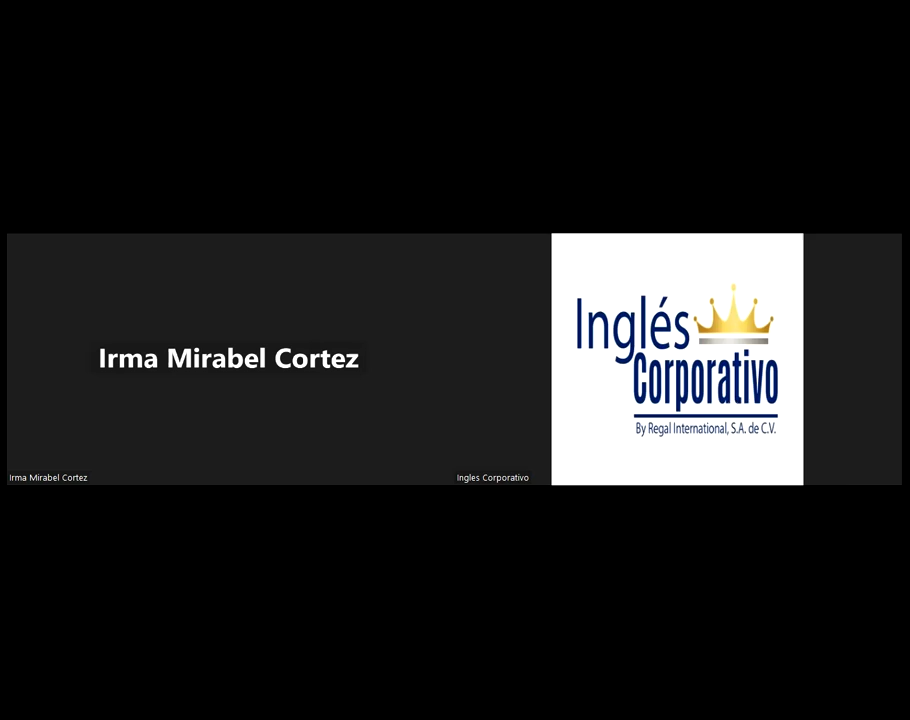 Irma Mirabel Cortez
Irma Mirabel Cortez
Inglés
Corporativo
By Regal International, S.A. de C.V.
Ingles Corporativo